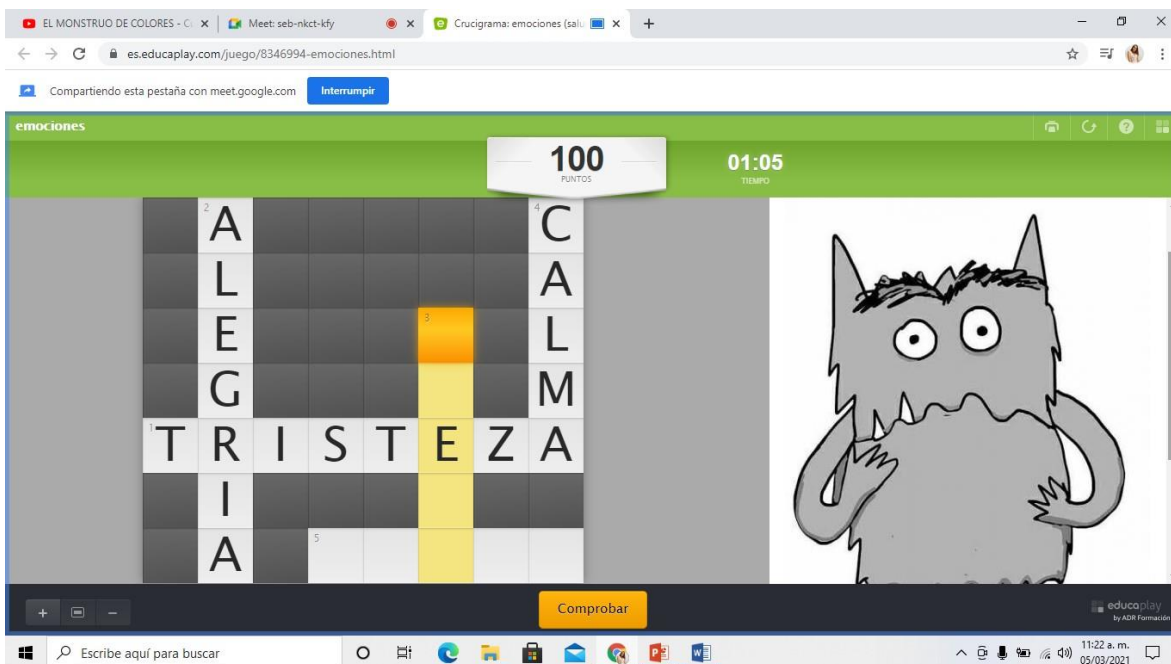 EL MONSTRUO DE COLORES - C
Meet: seb-nkct-kfy
Crucigrama: emociones (salu
es.educaplay.com/juego/8346994-emociones.html
Compartiendo esta pestaña con meet.google.com
Interrumpir
emociones
100
PUNTOS
01:05
TIEMPO
2 A 4 C
L A
E 3 L
G M
1 T R I S T E Z A
I
A 5
Comprobar
educaplay
by ADR Formación
Escribe aquí para buscar
11:22 a. m.
05/03/2021